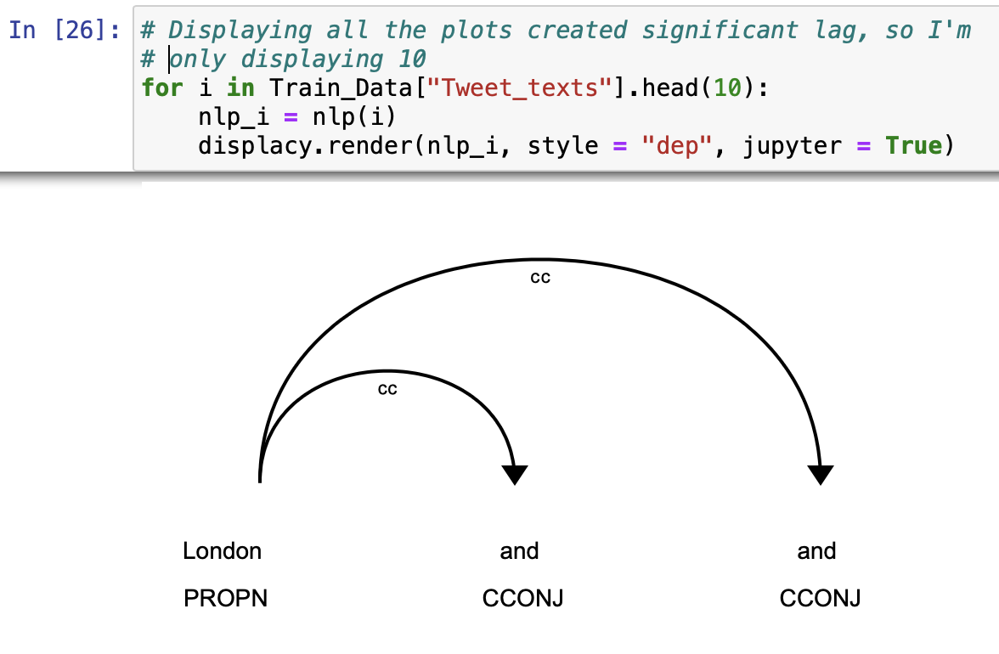 In [26]: # Displaying all the plots created significant lag, so I'm
# only displaying 10
for i in Train_Data["Tweet_texts"].head(10):
    nlp_i = nlp(i)
    displacy.render(nlp_i, style = "dep", jupyter = True)
cc
cc
London and and
PROPN CCONJ CCONJ